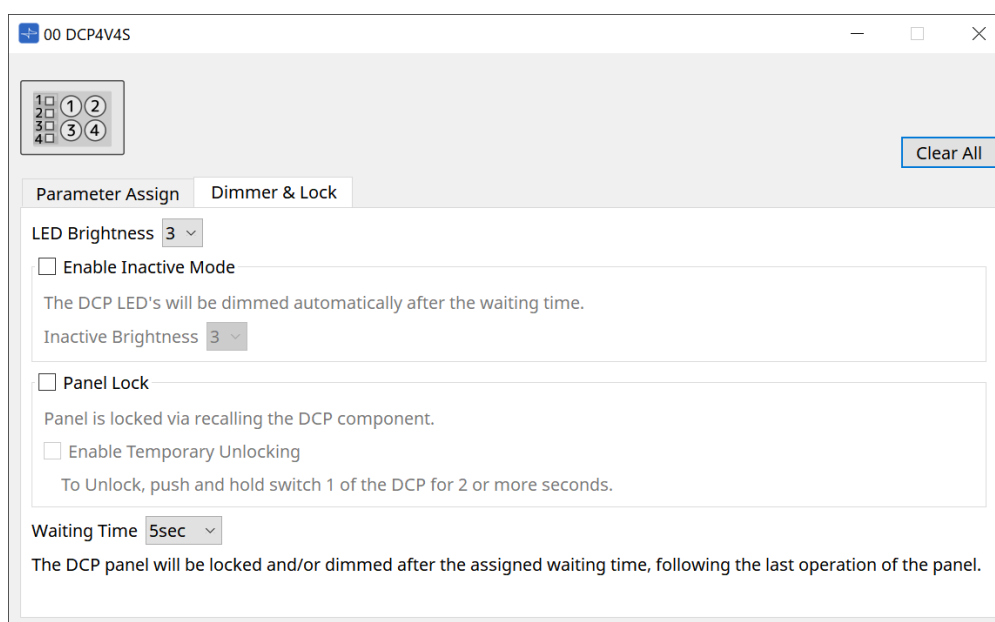 00 DCP4V4S
1 1 2
2
3 3 4
4
Clear All
Parameter Assign Dimmer & Lock
LED Brightness 3
Enable Inactive Mode
The DCP LED's will be dimmed automatically after the waiting time.
Inactive Brightness 3
Panel Lock
Panel is locked via recalling the DCP component.
Enable Temporary Unlocking
To Unlock, push and hold switch 1 of the DCP for 2 or more seconds.
Waiting Time 5sec
The DCP panel will be locked and/or dimmed after the assigned waiting time, following the last operation of the panel.